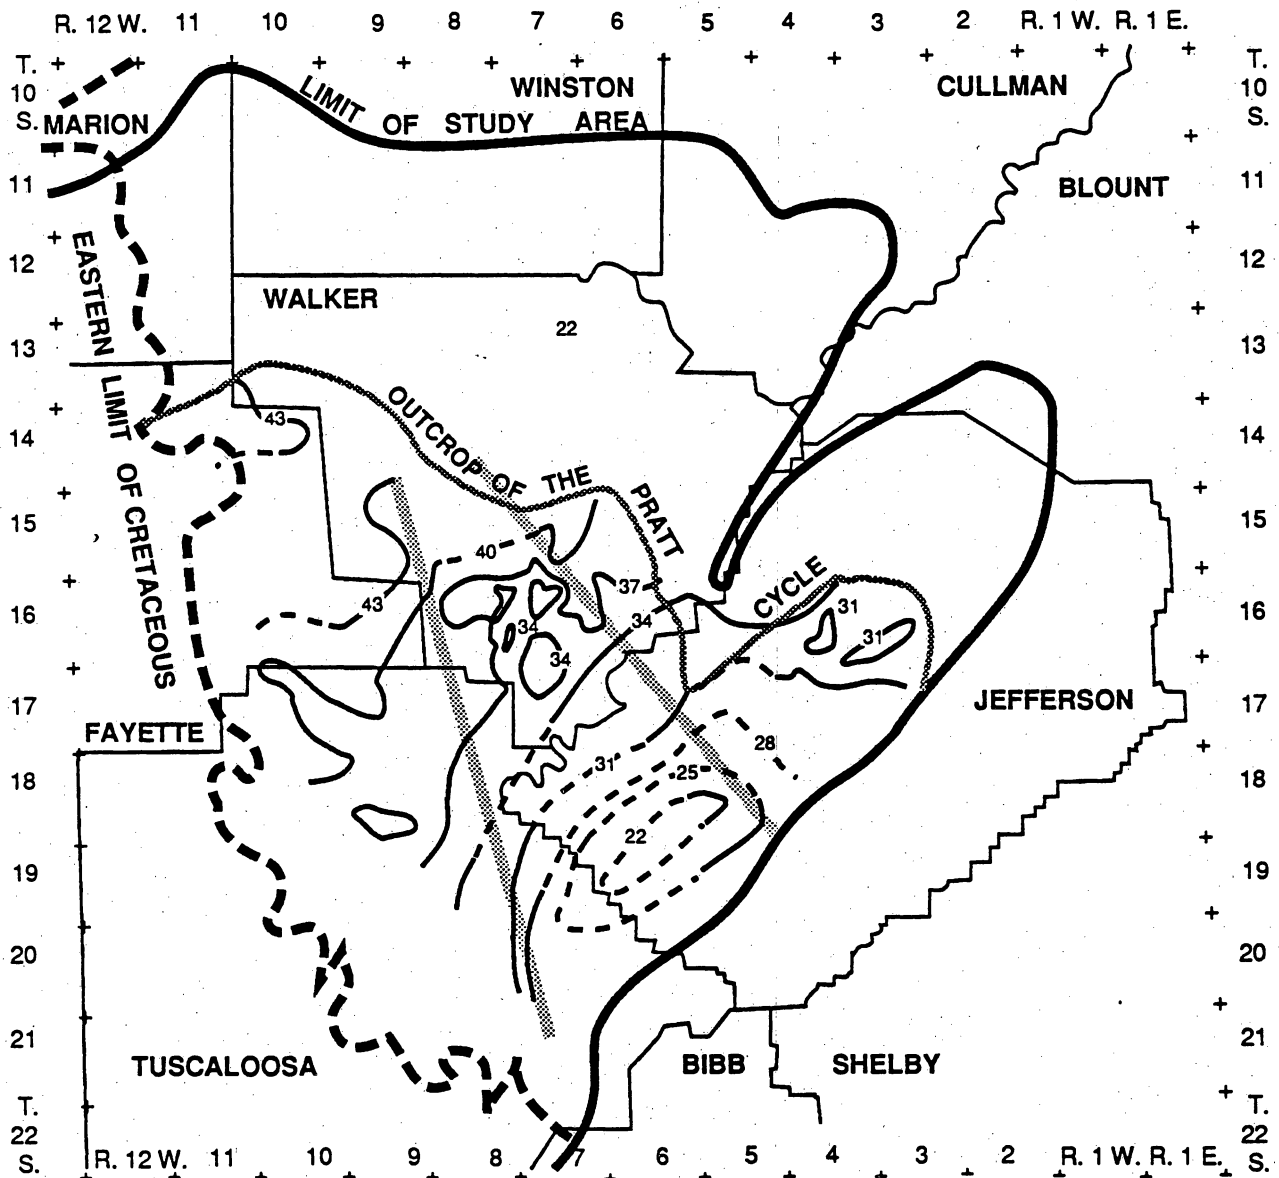 R. 12 W. 11 10 9 8 7 6 5 4 3 2 R. 1 W. R. 1 E.
T. 10 S.
T. 10 S.
WINSTON
CULLMAN
LIMIT OF STUDY AREA
MARION
11
11
BLOUNT
12
12
EASTERN LIMIT OF CRETACEOUS
WALKER
22
13
13
OUTCROP OF THE PRATT CYCLE
43
14
14
15
15
40
37
43
16
16
34
34
31
31
34
17
17
JEFFERSON
FAYETTE
28
31
25
18
18
22
19
19
20
20
21
21
TUSCALOOSA
BIBB
SHELBY
T. 22 S.
T. 22 S.
R. 12 W. 11 10 9 8 7 6 5 4 3 2 R. 1 W. R. 1 E.